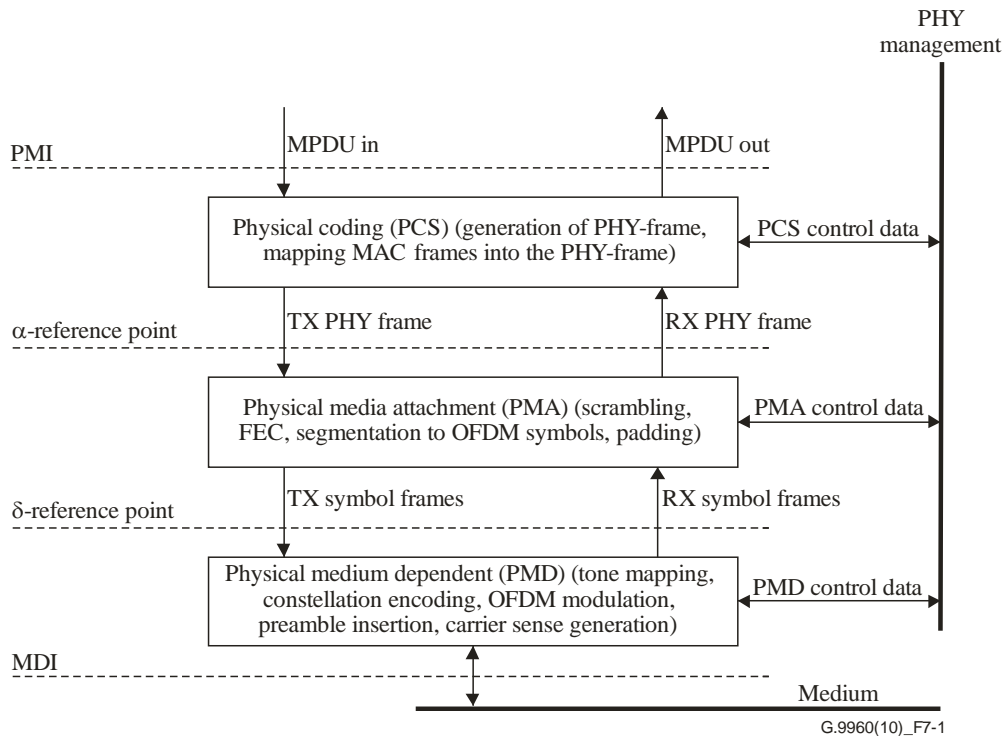 PHY
management
MPDU in
MPDU out
PMI
Physical coding (PCS) (generation of PHY-frame,
mapping MAC frames into the PHY-frame)
PCS control data
TX PHY frame
RX PHY frame
α-reference point
Physical media attachment (PMA) (scrambling,
FEC, segmentation to OFDM symbols, padding)
PMA control data
TX symbol frames
RX symbol frames
δ-reference point
Physical medium dependent (PMD) (tone mapping,
constellation encoding, OFDM modulation,
preamble insertion, carrier sense generation)
PMD control data
MDI
Medium
G.9960(10)_F7-1